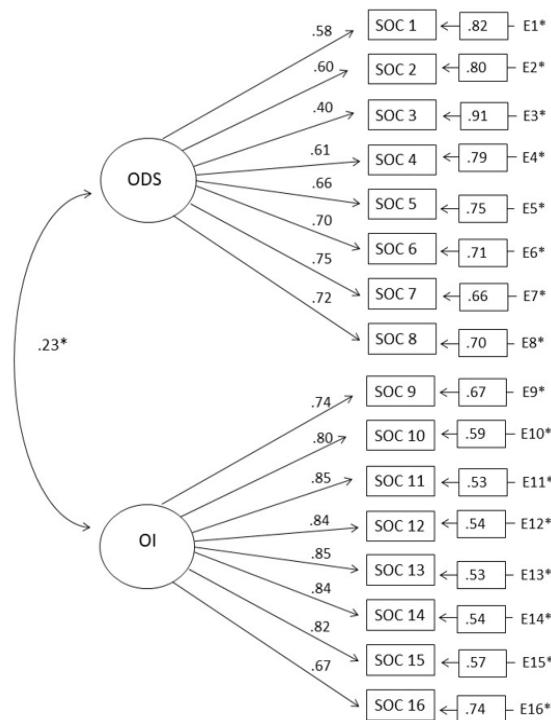 .58 SOC 1 .82 E1*
.60 SOC 2 .80 E2*
.40 SOC 3 .91 E3*
.61 SOC 4 .79 E4*
ODS
.66 SOC 5 .75 E5*
.70 SOC 6 .71 E6*
.75 SOC 7 .66 E7*
.72 SOC 8 .70 E8*
.23*
.74 SOC 9 .67 E9*
.80 SOC 10 .59 E10*
.85 SOC 11 .53 E11*
.84 SOC 12 .54 E12*
OI
.85 SOC 13 .53 E13*
.84 SOC 14 .54 E14*
.82 SOC 15 .57 E15*
.67 SOC 16 .74 E16*